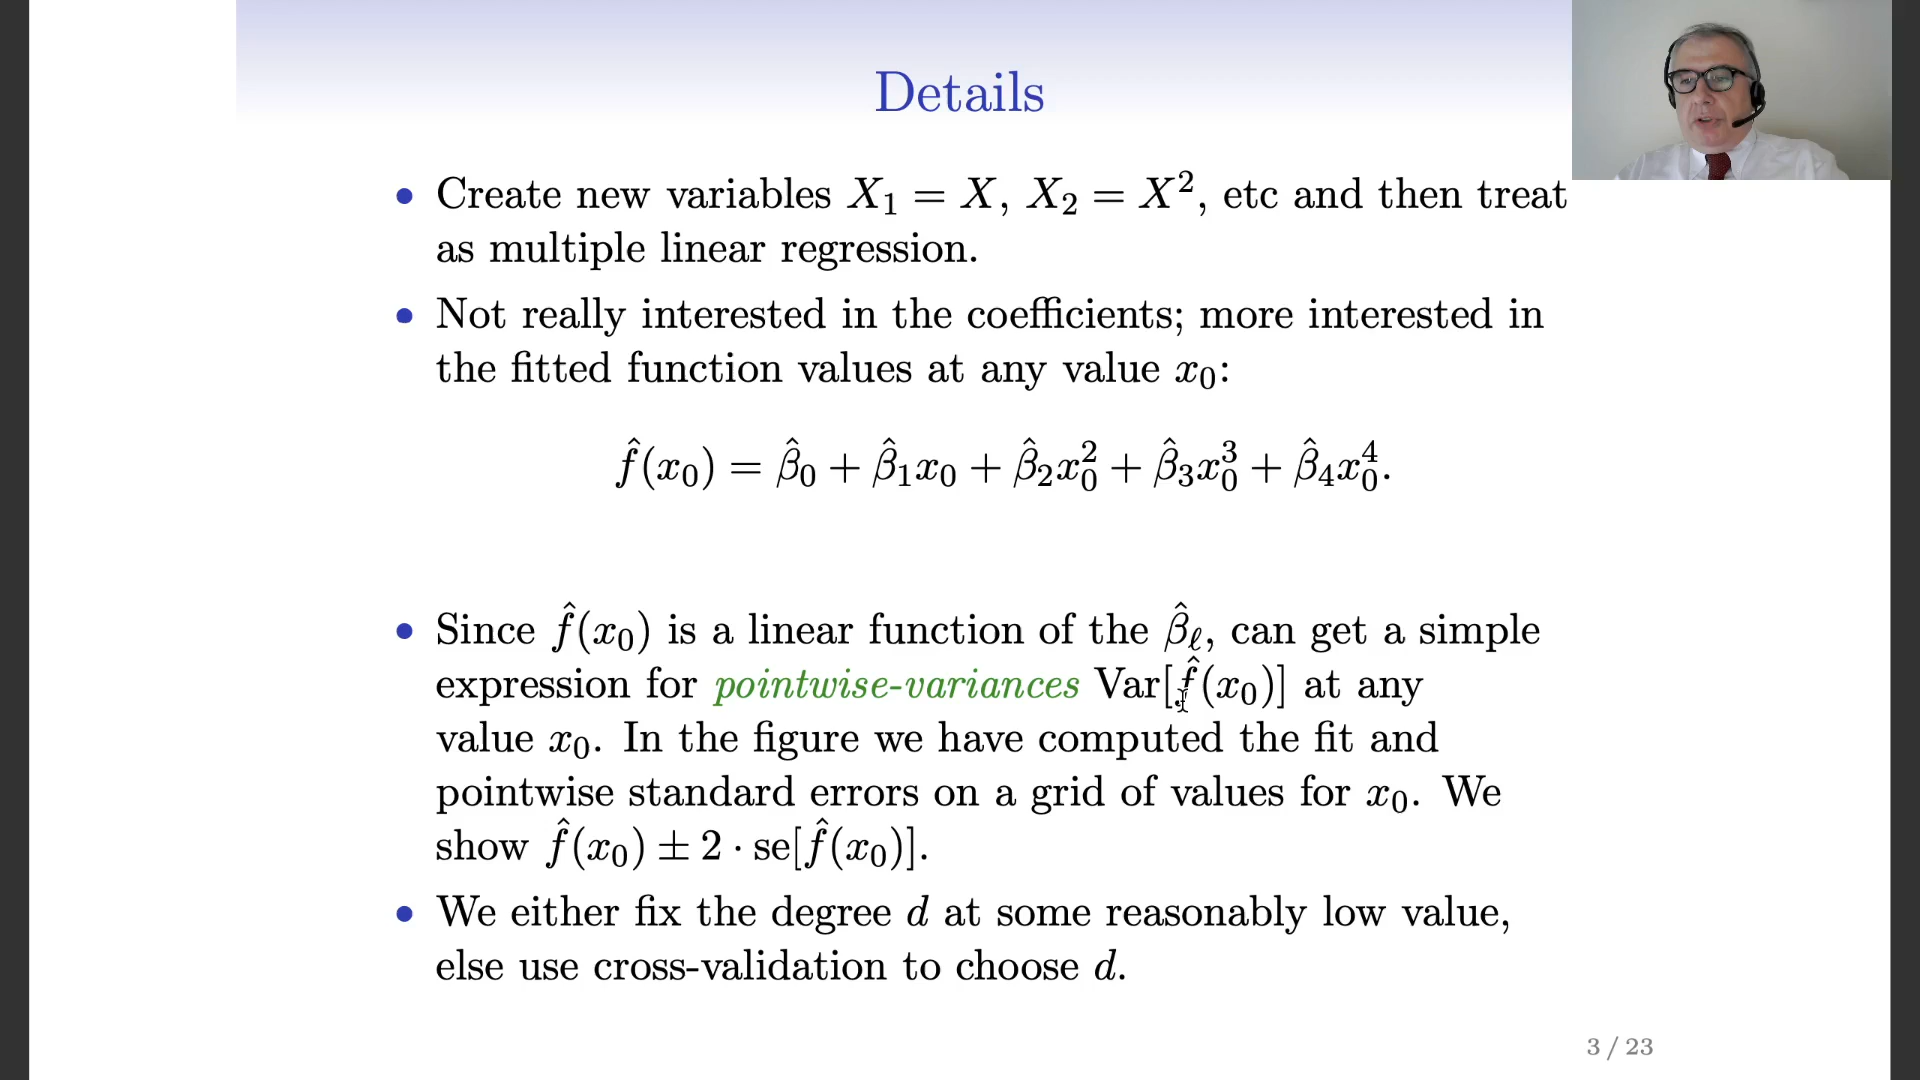 Details
• Create new variables X₁ = X, X₂ = X², etc and then treat
as multiple linear regression.
• Not really interested in the coefficients; more interested in
the fitted function values at any value x₀:
f̂(x₀) = β̂₀ + β̂₁x₀ + β̂₂x₀² + β̂₃x₀³ + β̂₄x₀⁴.
• Since f̂(x₀) is a linear function of the β̂ℓ, can get a simple
expression for pointwise-variances Var[f̂(x₀)] at any
value x₀. In the figure we have computed the fit and
pointwise standard errors on a grid of values for x₀. We
show f̂(x₀) ± 2 · se[f̂(x₀)].
• We either fix the degree d at some reasonably low value,
else use cross-validation to choose d.
3 / 23